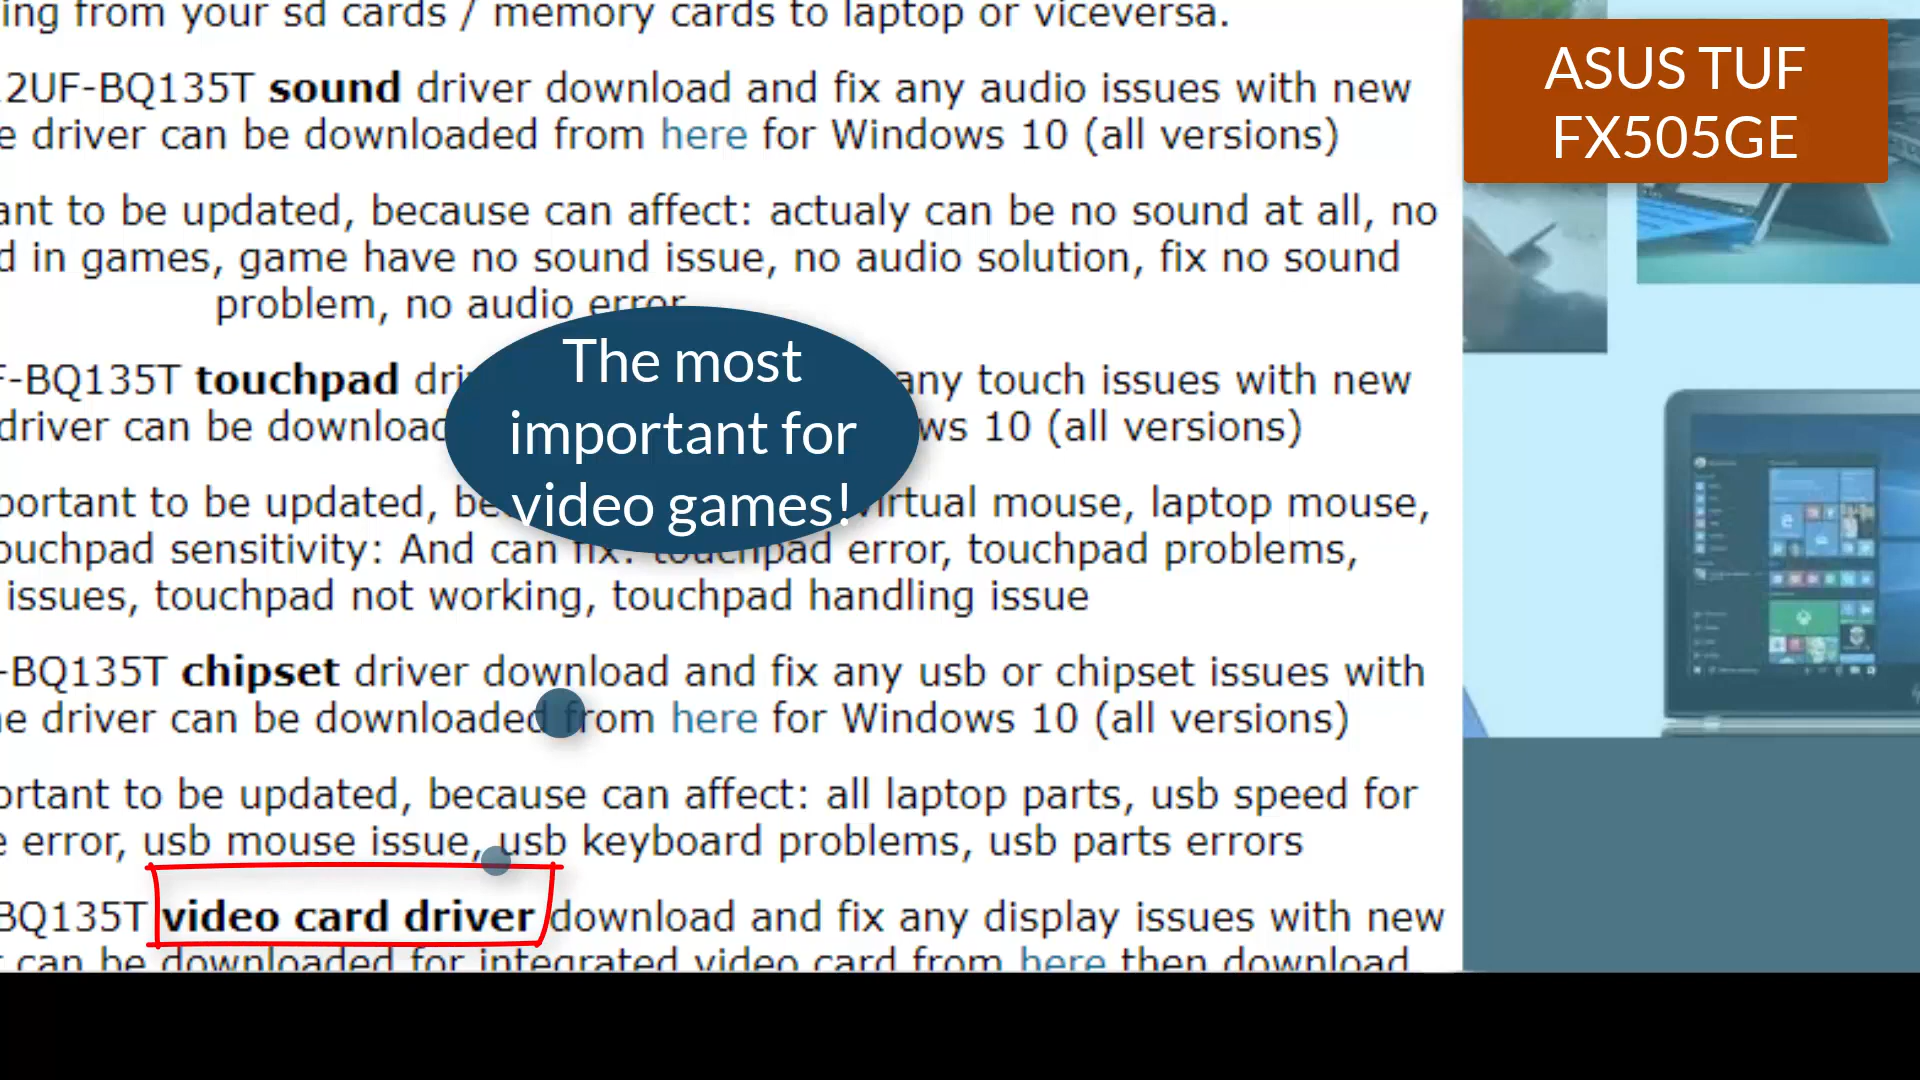 ing from your sd cards / memory cards to laptop or viceversa.
2UF-BQ135T sound driver download and fix any audio issues with new
e driver can be downloaded from here for Windows 10 (all versions)
ant to be updated, because can affect: actualy can be no sound at all, no
d in games, game have no sound issue, no audio solution, fix no sound
problem, no audio error
F-BQ135T touchpad any touch issues with new
driver can be ws 10 (all versions)
portant to be updated, virtual mouse, laptop mouse,
ouchpad sensitivity: And can fix: touchpad error, touchpad problems,
issues, touchpad not working, touchpad handling issue
-BQ135T chipset driver download and fix any usb or chipset issues with
ne driver can be downloaded from here for Windows 10 (all versions)
ortant to be updated, because can affect: all laptop parts, usb speed for
e error, usb mouse issue, usb keyboard problems, usb parts errors
BQ135T video card driver download and fix any display issues with new
r can be downloaded for integrated video card from here then download
The most
important for
video games!
ASUS TUF
FX505GE